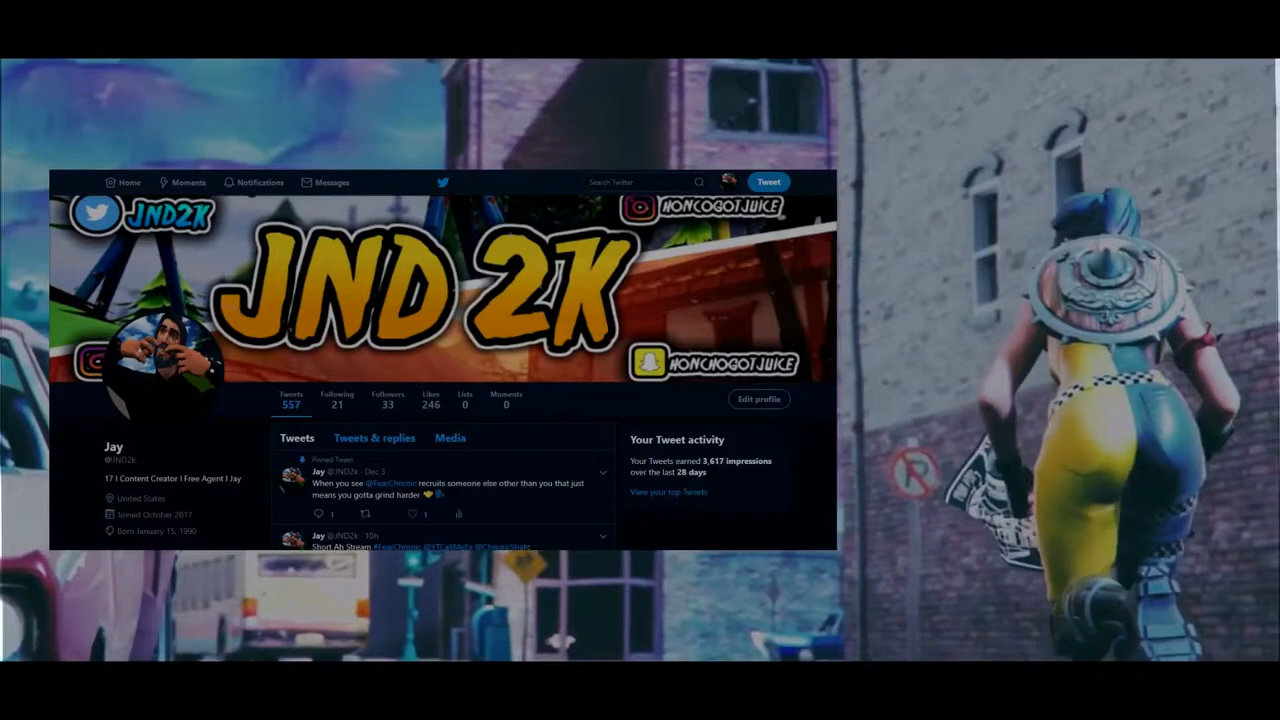 Home Moments Notifications Messages Search Twitter Tweet
JND2K HONCOGOTJUICE
JND 2K
HONCHOGOTJUICE
Tweets Following Followers Likes Lists Moments
557 21 33 246 0 0
Edit profile
Jay
@JND2k
17 I Content Creator I Free Agent I Jay
United States
Joined October 2017
Born January 15, 1990
Tweets Tweets & replies Media
Pinned Tweet
Jay @JND2k · Dec 3
When you see @FearChronic recruits someone else other than you that just
means you gotta grind harder
1 1
Jay @JND2k · 10h
Short Ah Stream #FearChronic @YTCallMeEx
Your Tweet activity
Your Tweets earned 3,617 impressions
over the last 28 days
View your top Tweets